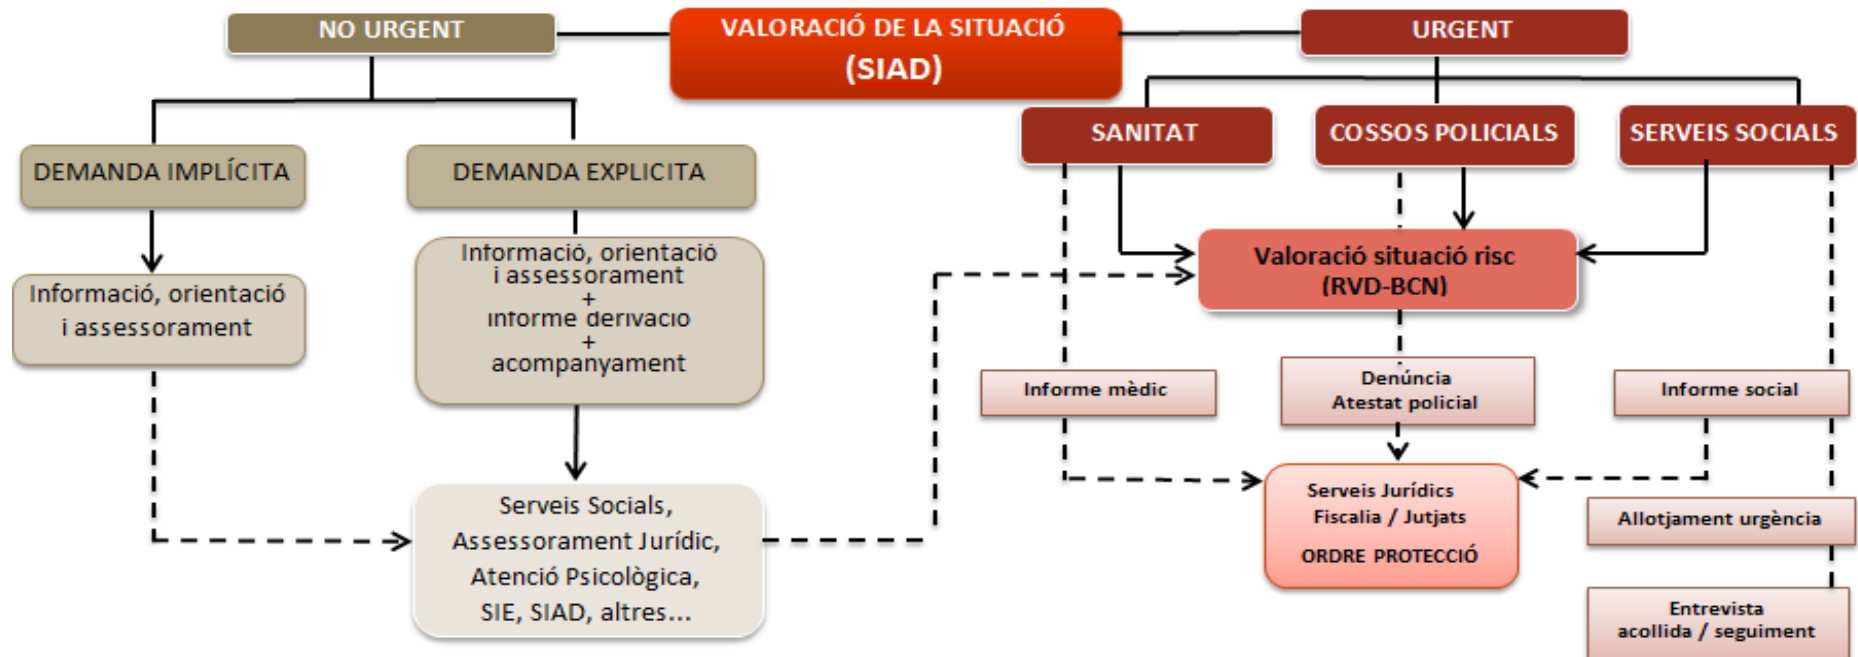 NO URGENT
VALORACIÓ DE LA SITUACIÓ
(SIAD)
URGENT
SANITAT
COSSOS POLICIALS
SERVEIS SOCIALS
DEMANDA IMPLÍCITA
DEMANDA EXPLICITA
Informació, orientació
i assessorament
Informació, orientació
i assessorament
+
Informe derivació
+
acompanyament
Valoració situació risc
(RVD-BCN)
Informe mèdic
Denúncia
Atestat policial
Informe social
Serveis Socials,
Assessorament Jurídic,
Atenció Psicològica,
SIE, SIAD, altres...
Serveis Jurídics
Fiscalia / Jutjats
ORDRE PROTECCIÓ
Allotjament urgència
Entrevista
acollida / seguiment